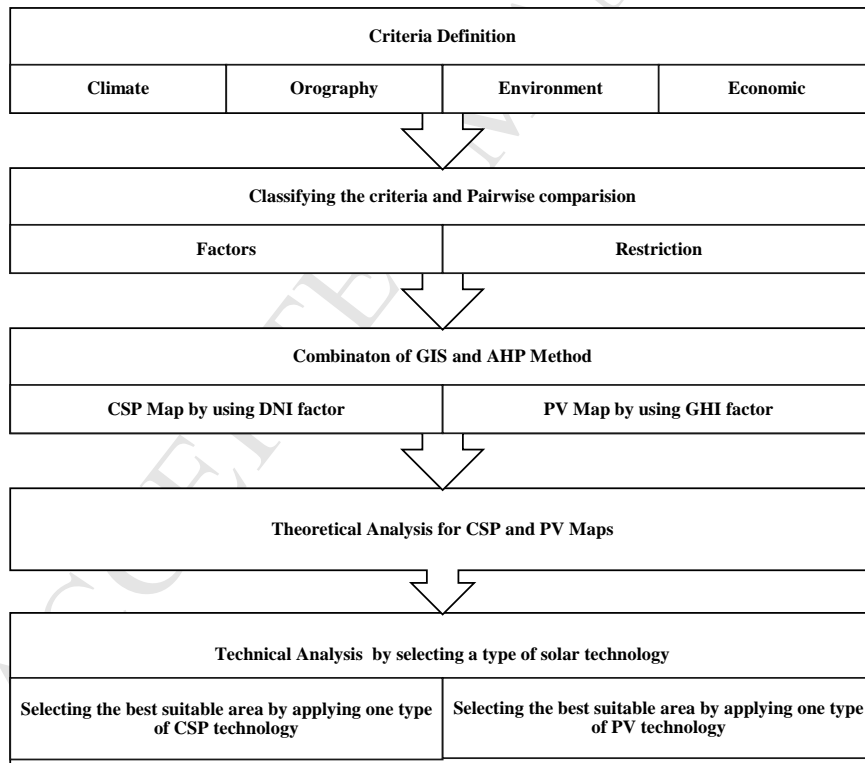 Criteria Definition
Climate
Orography
Environment
Economic
Classifying the criteria and Pairwise comparision
Factors
Restriction
Combinaton of GIS and AHP Method
CSP Map by using DNI factor
PV Map by using GHI factor
Theoretical Analysis for CSP and PV Maps
Technical Analysis by selecting a type of solar technology
Selecting the best suitable area by applying one type
of CSP technology
Selecting the best suitable area by applying one type
of PV technology